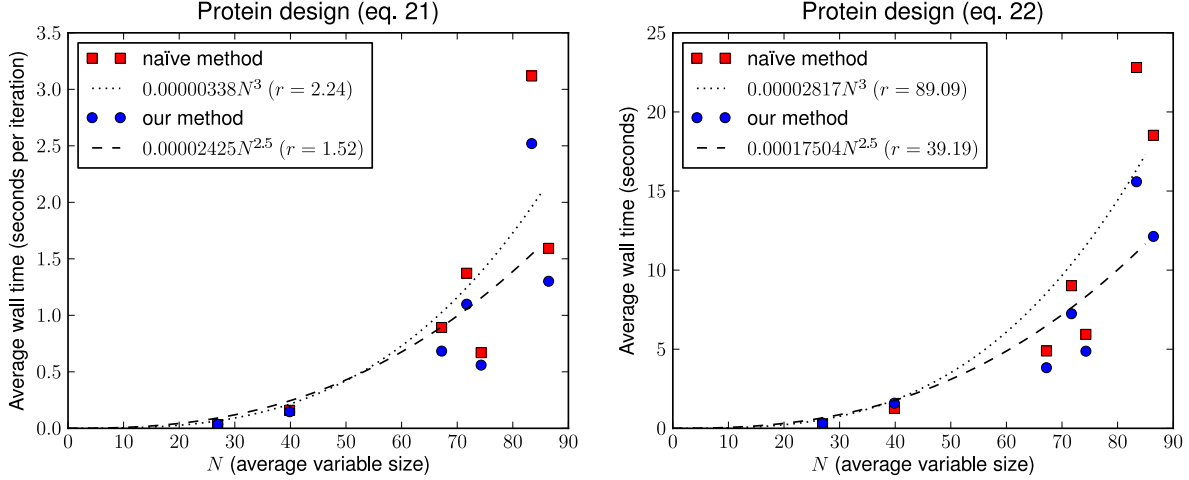 Protein design (eq. 21)
Average wall time (seconds per iteration)
3.5
3.0
2.5
2.0
1.5
1.0
0.5
0.0
naïve method
0.00000338N^3 (r = 2.24)
our method
0.00002425N^2.5 (r = 1.52)
0 10 20 30 40 50 60 70 80 90
N (average variable size)
Protein design (eq. 22)
Average wall time (seconds)
25
20
15
10
5
0
naïve method
0.00002817N^3 (r = 89.09)
our method
0.00017504N^2.5 (r = 39.19)
0 10 20 30 40 50 60 70 80 90
N (average variable size)